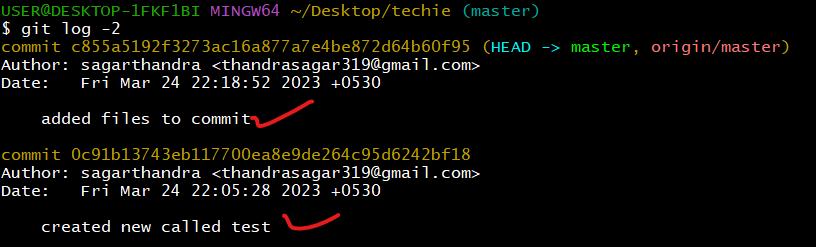 USER@DESKTOP-1FKF1BI MINGW64 ~/Desktop/techie (master)
$ git log -2
commit c855a5192f3273ac16a877a7e4be872d64b60f95 (HEAD -> master, origin/master)
Author: sagarthandra <thandrasagar319@gmail.com>
Date:   Fri Mar 24 22:18:52 2023 +0530
    added files to commit
commit 0c91b13743eb117700ea8e9de264c95d6242bf18
Author: sagarthandra <thandrasagar319@gmail.com>
Date:   Fri Mar 24 22:05:28 2023 +0530
    created new called test